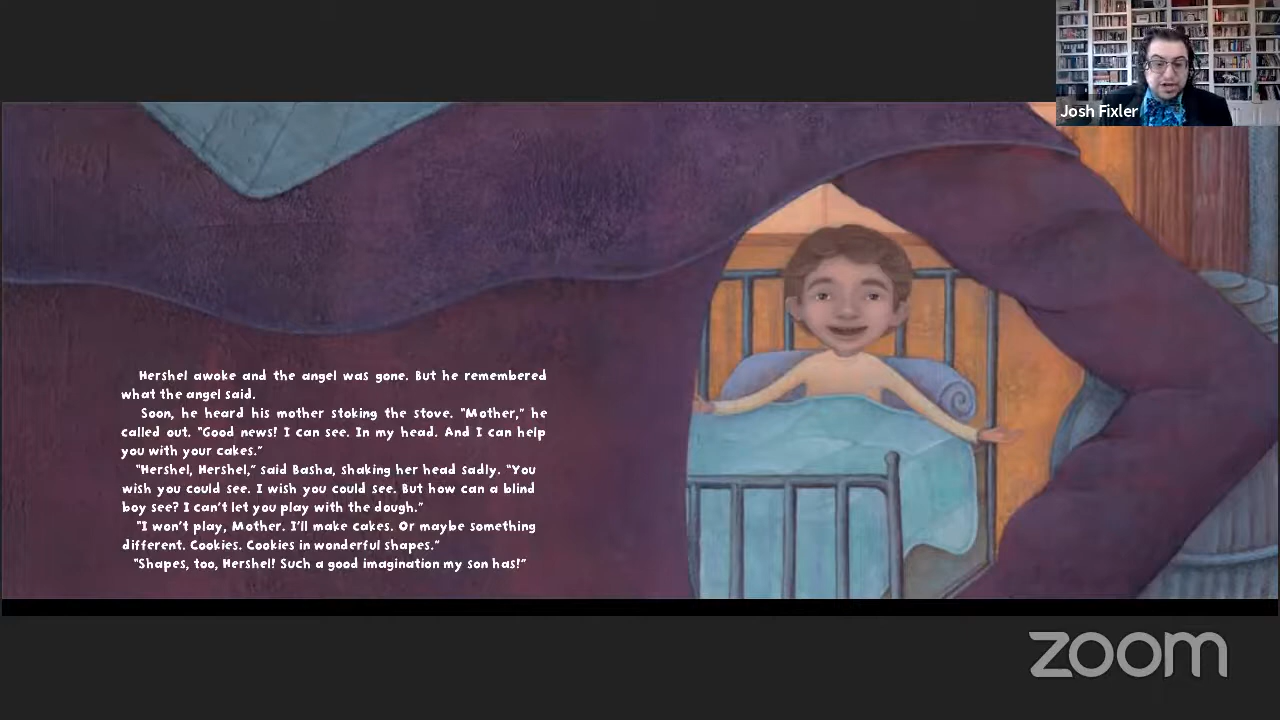 Josh Fixler
Hershel awoke and the angel was gone. But he remembered
what the angel said.
Soon, he heard his mother stoking the stove. "Mother," he
called out. "Good news! I can see. In my head. And I can help
you with your cakes."
"Hershel, Hershel," said Basha, shaking her head sadly. "You
wish you could see. I wish you could see. But how can a blind
boy see? I can't let you play with the dough."
"I won't play, Mother. I'll make cakes. Or maybe something
different. Cookies. Cookies in wonderful shapes."
"Shapes, too, Hershel! Such a good imagination my son has!"
zoom